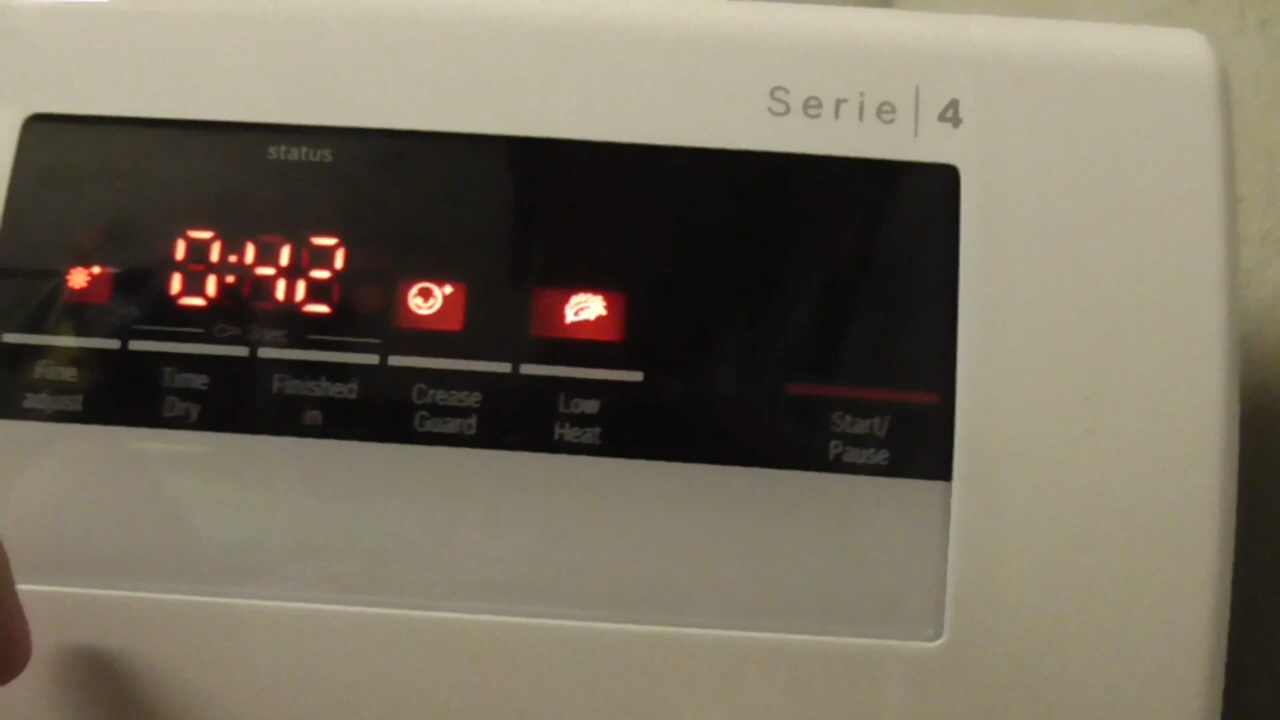 Serie | 4
status
0:42
Fine
adjust
Time
Dry
Finished
in
Crease
Guard
Low
Heat
Start/
Pause